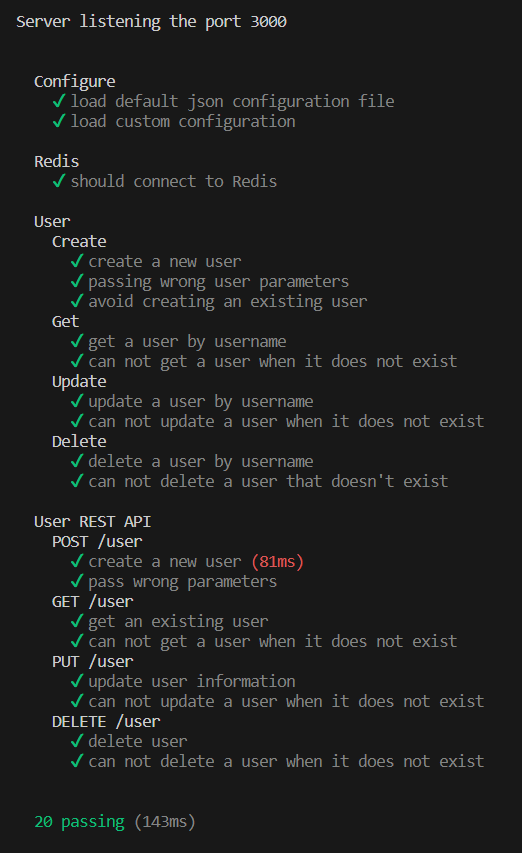 Server listening the port 3000
Configure
✓ load default json configuration file
✓ load custom configuration
Redis
✓ should connect to Redis
User
Create
✓ create a new user
✓ passing wrong user parameters
✓ avoid creating an existing user
Get
✓ get a user by username
✓ can not get a user when it does not exist
Update
✓ update a user by username
✓ can not update a user when it does not exist
Delete
✓ delete a user by username
✓ can not delete a user that doesn't exist
User REST API
POST /user
✓ create a new user (81ms)
✓ pass wrong parameters
GET /user
✓ get an existing user
✓ can not get a user when it does not exist
PUT /user
✓ update user information
✓ can not update a user when it does not exist
DELETE /user
✓ delete user
✓ can not delete a user when it does not exist
20 passing (143ms)